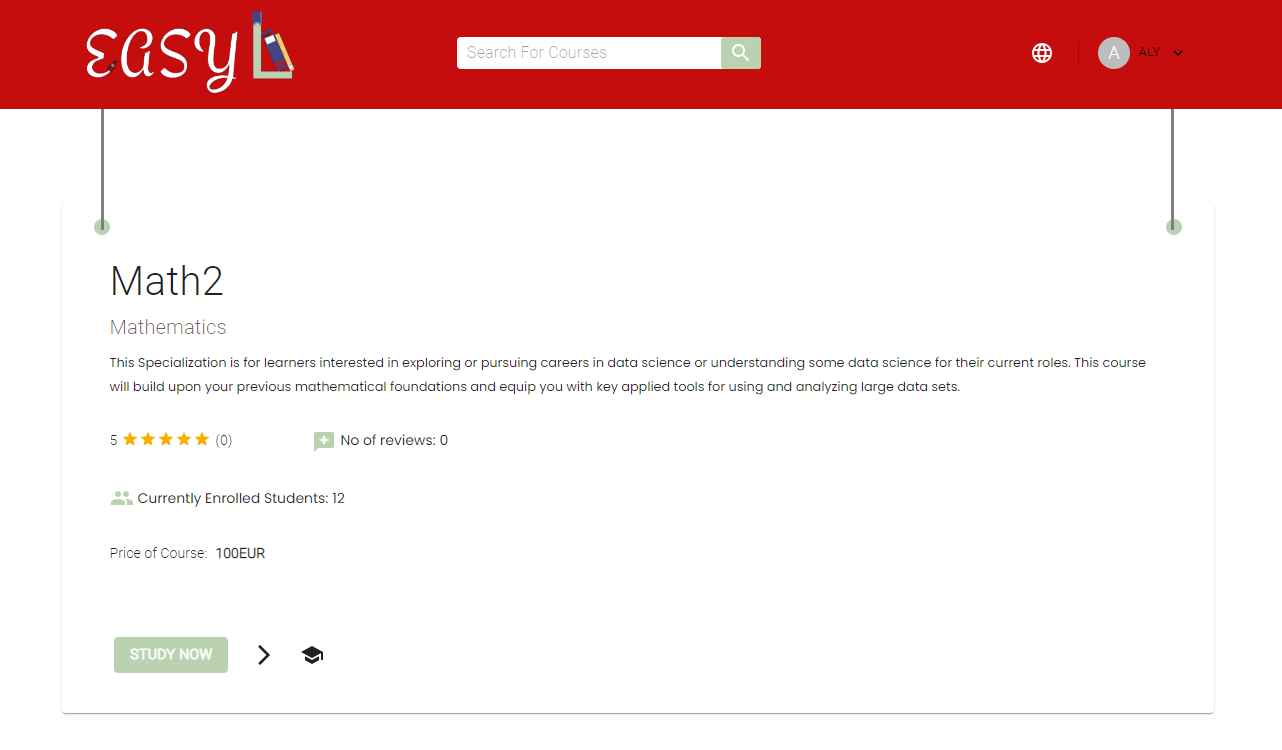 EASY L
Search For Courses
A ALY
Math2
Mathematics
This Specialization is for learners interested in exploring or pursuing careers in data science or understanding some data science for their current roles. This course
will build upon your previous mathematical foundations and equip you with key applied tools for using and analyzing large data sets.
5 (0) No of reviews: 0
Currently Enrolled Students: 12
Price of Course: 100EUR
STUDY NOW